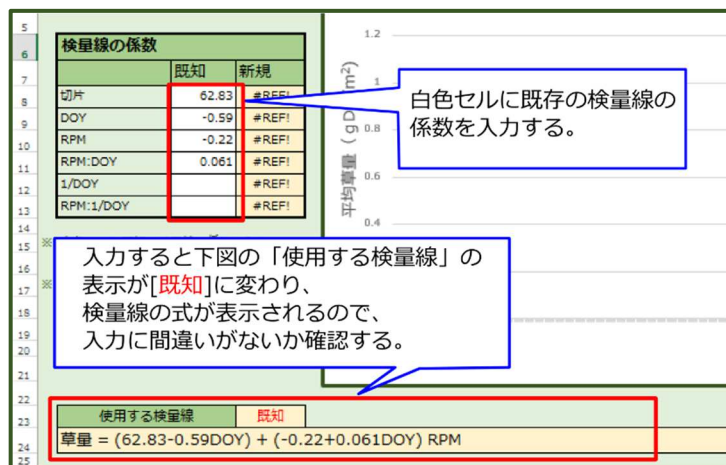 5
6
7
8
9
10
11
12
13
14
15
16
17
18
19
20
21
22
23
24
25
検量線の係数
既知 新規
切片 62.83 #REF!
DOY -0.59 #REF!
RPM -0.22 #REF!
RPM:DOY 0.061 #REF!
1/DOY #REF!
RPM:1/DOY #REF!
※
※
1.2
1
0.8
0.6
0.4
平均草量(g D
m²)
白色セルに既存の検量線の
係数を入力する。
入力すると下図の「使用する検量線」の
表示が[既知]に変わり、
検量線の式が表示されるので、
入力に間違いがないか確認する。
使用する検量線 既知
草量 = (62.83-0.59DOY) + (-0.22+0.061DOY) RPM